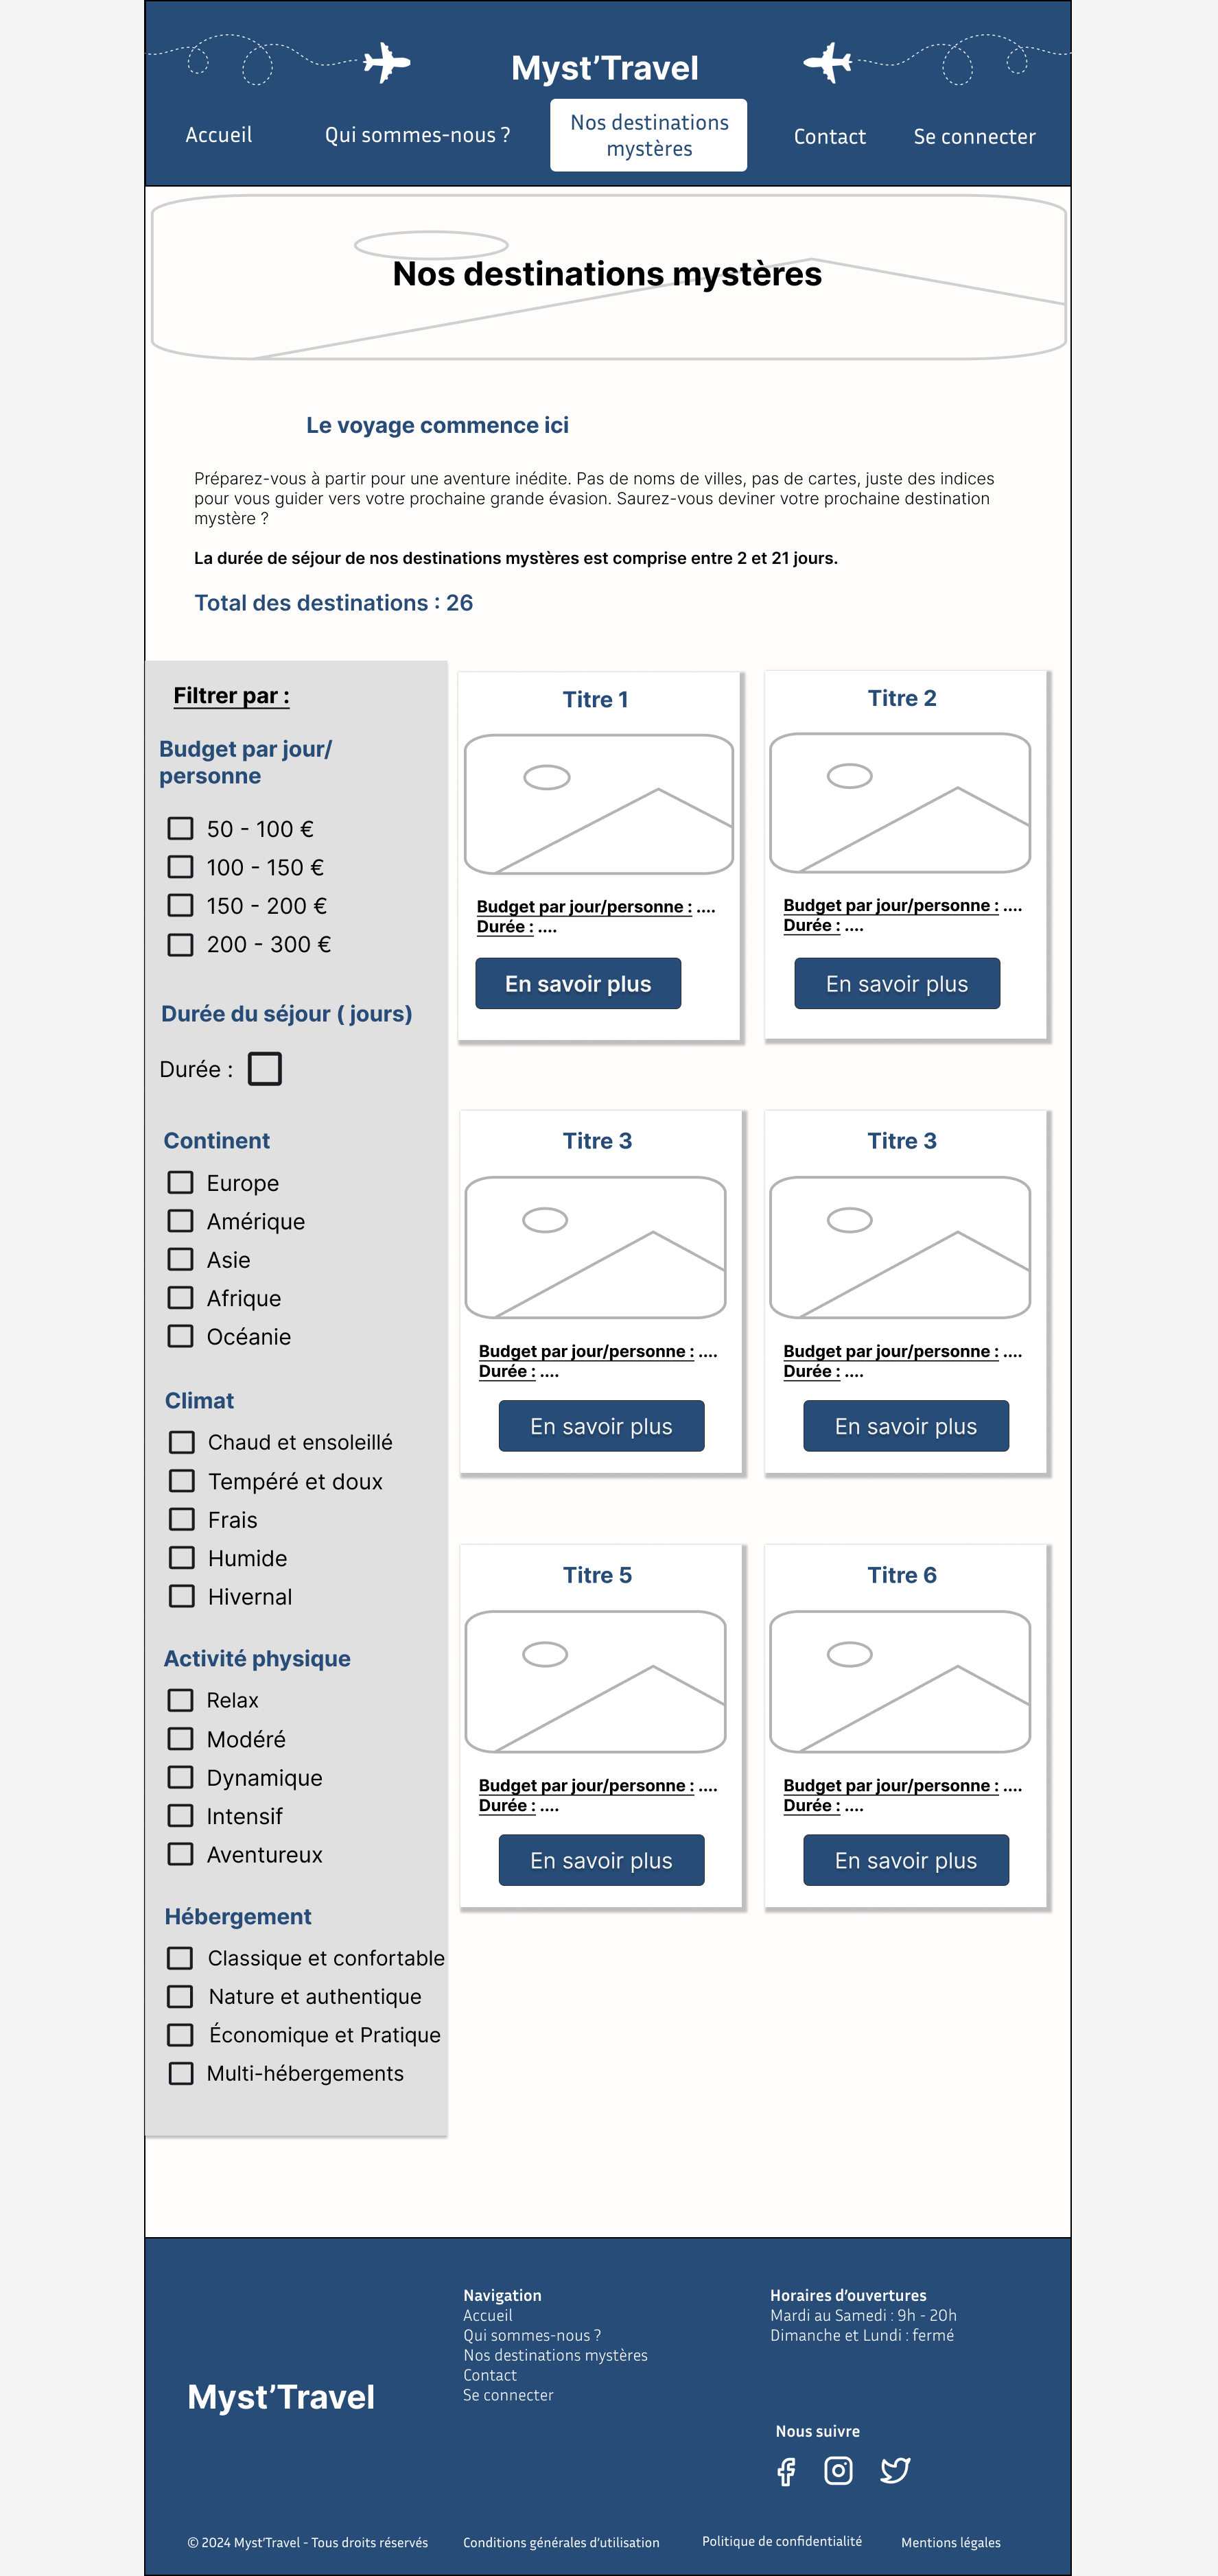 Myst’Travel
Accueil
Qui sommes-nous ?
Nos destinations
mystères
Contact
Se connecter
Nos destinations mystères
Le voyage commence ici
Préparez-vous à partir pour une aventure inédite. Pas de noms de villes, pas de cartes, juste des indices
pour vous guider vers votre prochaine grande évasion. Saurez-vous deviner votre prochaine destination
mystère ?
La durée de séjour de nos destinations mystères est comprise entre 2 et 21 jours.
Total des destinations : 26
Filtrer par :
Budget par jour/
personne
50 - 100 €
100 - 150 €
150 - 200 €
200 - 300 €
Durée du séjour ( jours)
Durée :
Continent
Europe
Amérique
Asie
Afrique
Océanie
Climat
Chaud et ensoleillé
Tempéré et doux
Frais
Humide
Hivernal
Activité physique
Relax
Modéré
Dynamique
Intensif
Aventureux
Hébergement
Classique et confortable
Nature et authentique
Économique et Pratique
Multi-hébergements
Titre 1
Budget par jour/personne : ....
Durée : ....
En savoir plus
Titre 2
Budget par jour/personne : ....
Durée : ....
En savoir plus
Titre 3
Budget par jour/personne : ....
Durée : ....
En savoir plus
Titre 3
Budget par jour/personne : ....
Durée : ....
En savoir plus
Titre 5
Budget par jour/personne : ....
Durée : ....
En savoir plus
Titre 6
Budget par jour/personne : ....
Durée : ....
En savoir plus
Myst’Travel
Navigation
Accueil
Qui sommes-nous ?
Nos destinations mystères
Contact
Se connecter
Horaires d’ouvertures
Mardi au Samedi : 9h - 20h
Dimanche et Lundi : fermé
Nous suivre
© 2024 Myst’Travel - Tous droits réservés
Conditions générales d’utilisation
Politique de confidentialité
Mentions légales